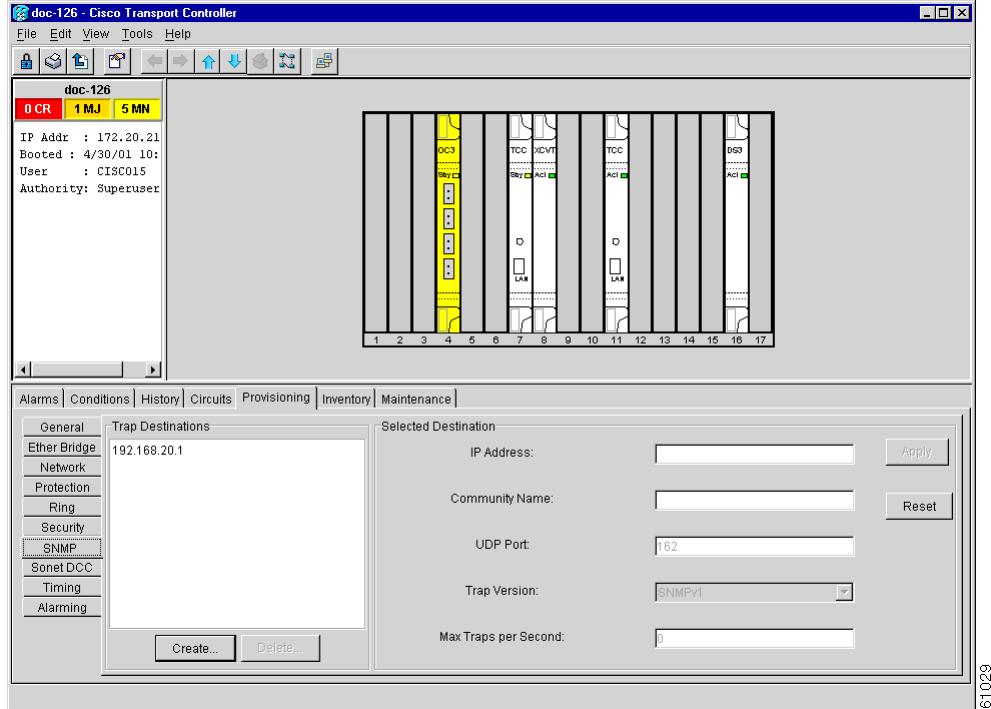 doc-126 - Cisco Transport Controller
File Edit View Tools Help
doc-126
0 CR 1 MJ 5 MN
IP Addr : 172.20.21
Booted : 4/30/01 10:
User : CISCO15
Authority: Superuser
OC3 TCC XCVT TCC DS3
Sby Sby Act Act Act
LAN LAN
1 2 3 4 5 6 7 8 9 10 11 12 13 14 15 16 17
Alarms Conditions History Circuits Provisioning Inventory Maintenance
General
Ether Bridge
Network
Protection
Ring
Security
SNMP
Sonet DCC
Timing
Alarming
Trap Destinations
192.168.20.1
Create... Delete...
Selected Destination
IP Address:
Community Name:
UDP Port: 162
Trap Version: SNMPv1
Max Traps per Second: 0
Apply
Reset
61029